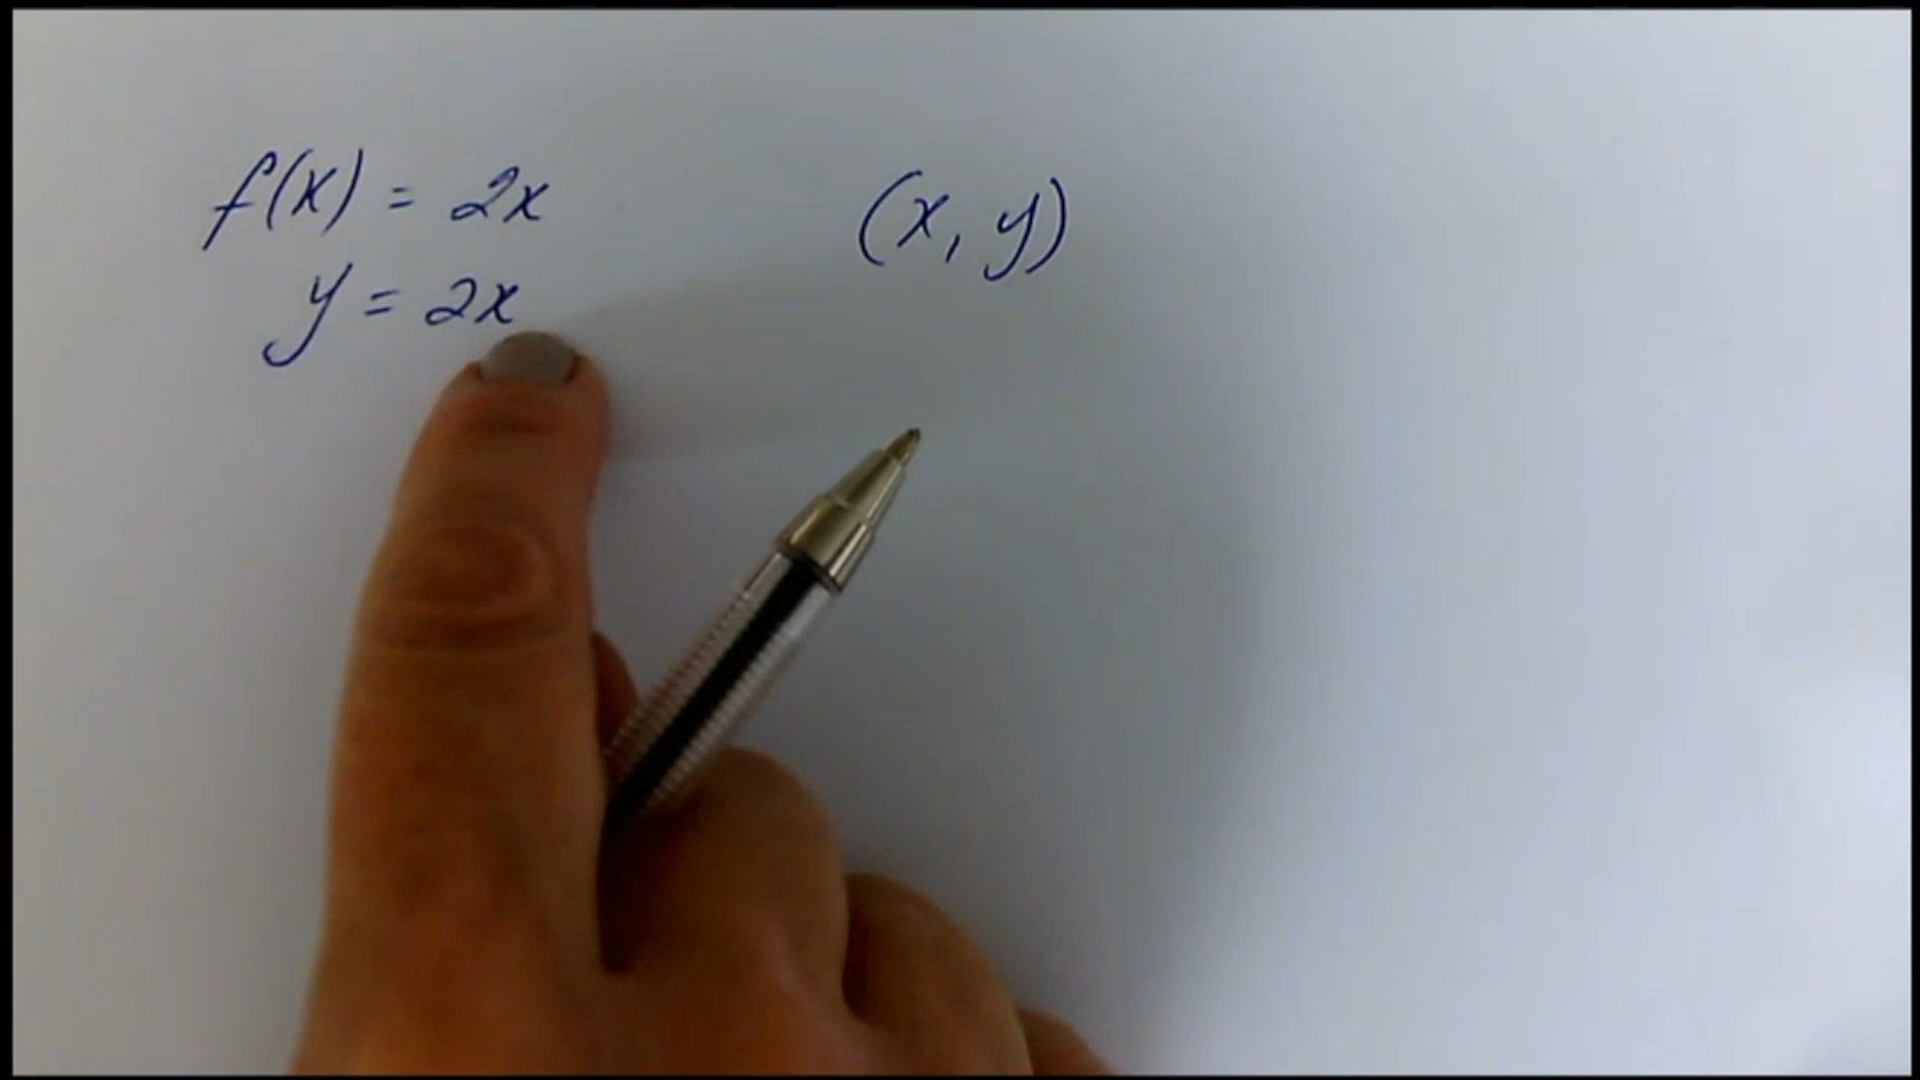 f(x) = 2x
(x, y)
y = 2x